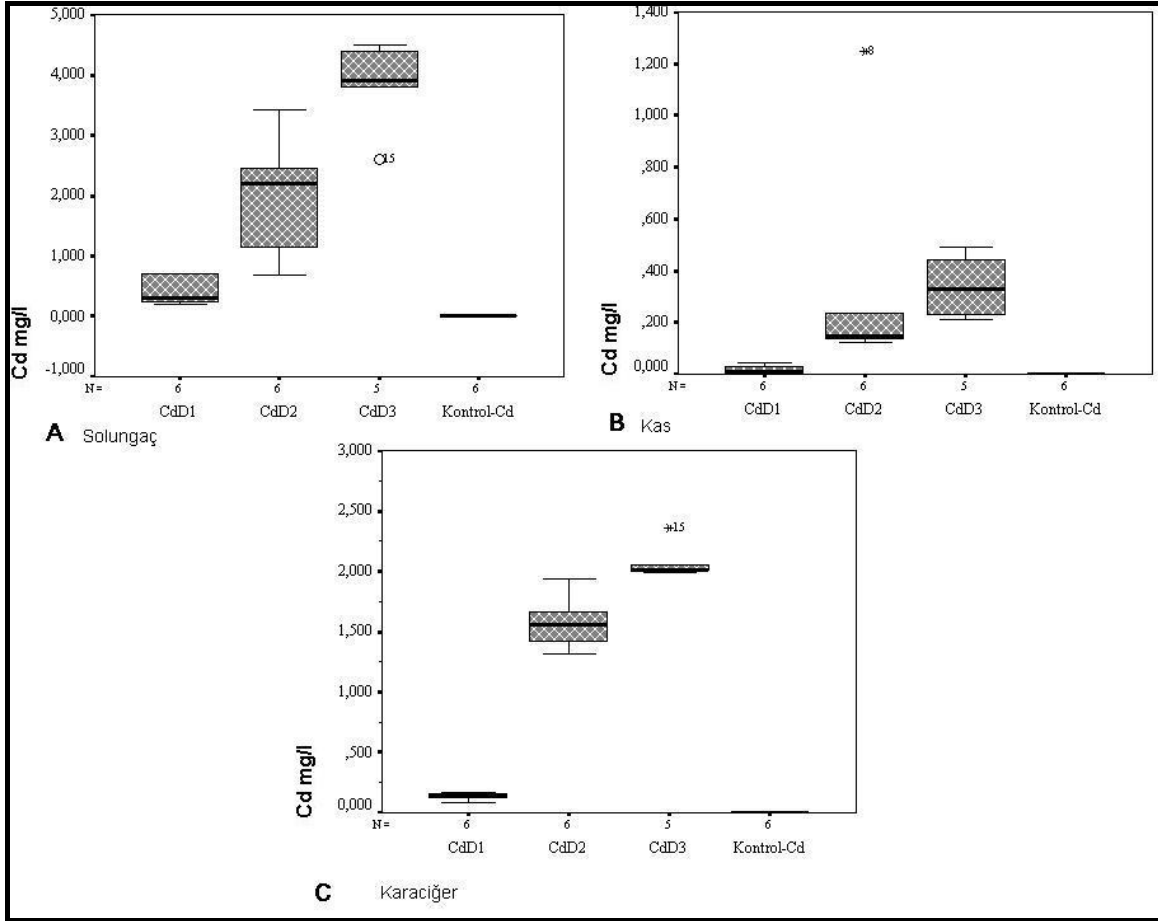 5,000
4,000
3,000
2,000
1,000
0,000
-1,000
Cd mg/l
15
N = 6 6 5 6
CdD1 CdD2 CdD3 Kontrol-Cd
A Solungaç
1,400
1,200
1,000
,800
,600
,400
,200
0,000
Cd mg/l
8
N = 6 6 5 6
CdD1 CdD2 CdD3 Kontrol-Cd
B Kas
3,000
2,500
2,000
1,500
1,000
,500
0,000
Cd mg/l
15
N = 6 6 5 6
CdD1 CdD2 CdD3 Kontrol-Cd
C Karaciğer